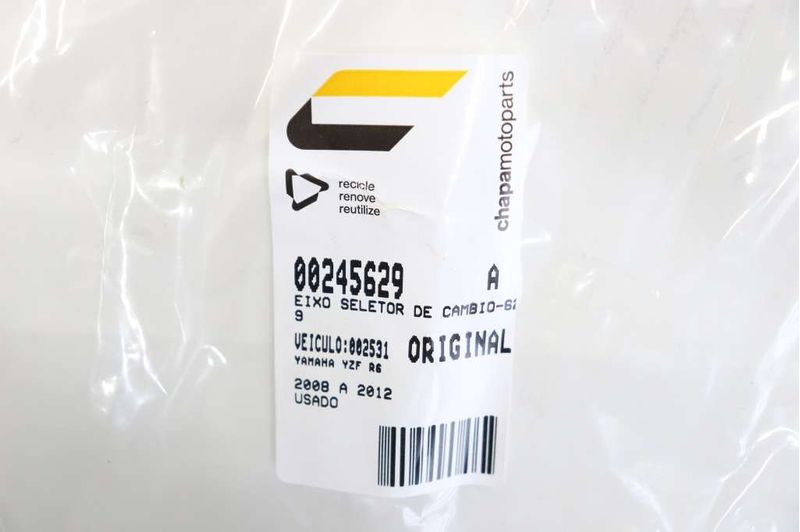 chapamotoparts
recicle
renove
reutilize
00245629 A
EIXO SELETOR DE CAMBIO-62
9
VEICULO:002531 ORIGINAL
YAMAHA YZF R6
2008 A 2012
USADO